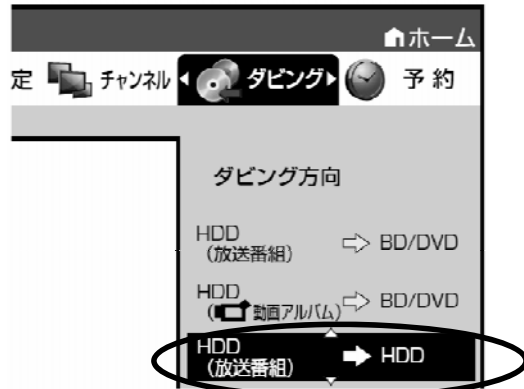 ホーム
定 チャンネル ダビング 予約
ダビング方向
HDD
(放送番組) ⇨ BD/DVD
HDD
(動画アルバム) ⇨ BD/DVD
HDD
(放送番組) ➡ HDD